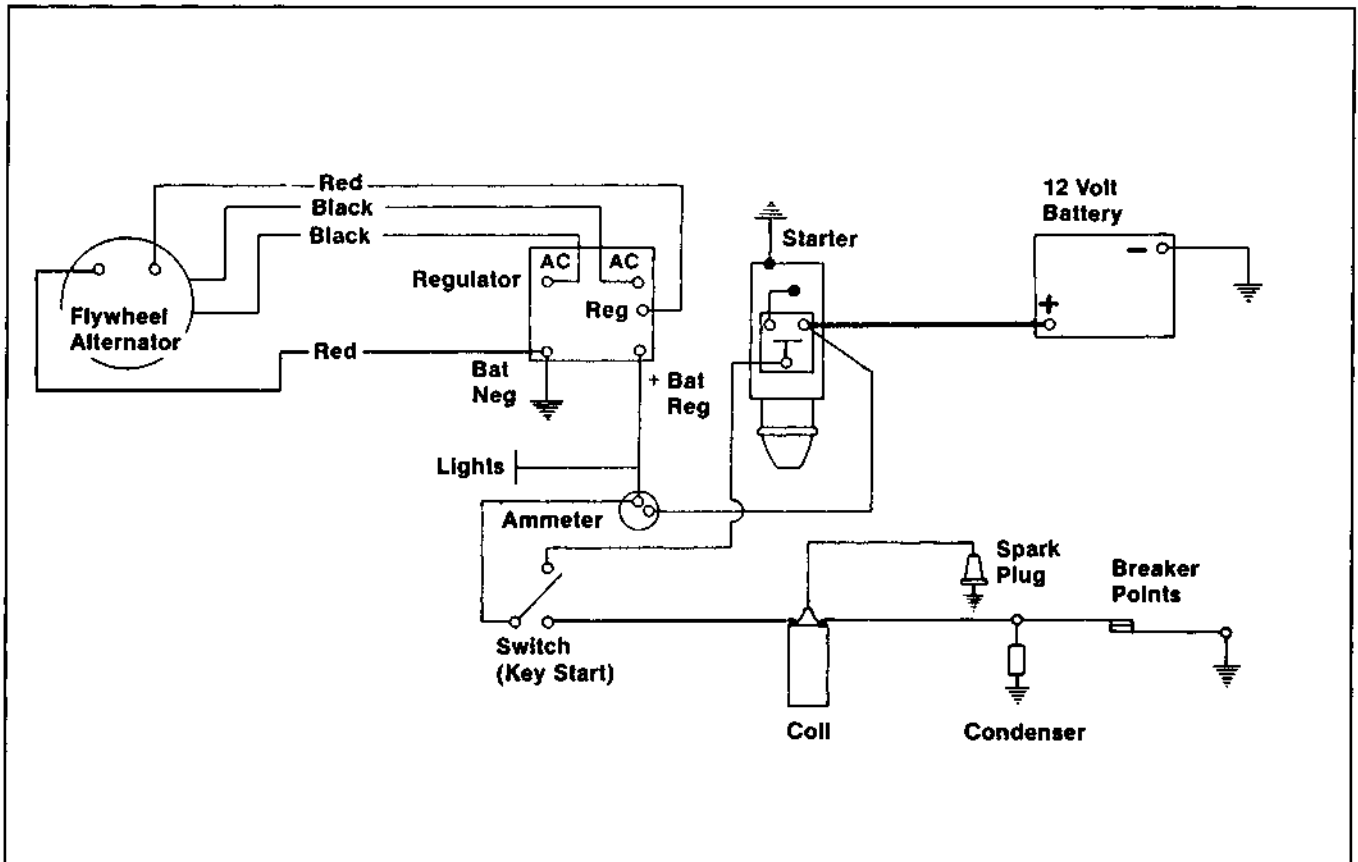 Red
Black
Black
Flywheel
Alternator
Red
Regulator
AC
AC
Reg
Bat
Neg
+ Bat
Reg
Starter
12 Volt
Battery
−
+
Lights
Ammeter
Switch
(Key Start)
Spark
Plug
Breaker
Points
Coil
Condenser